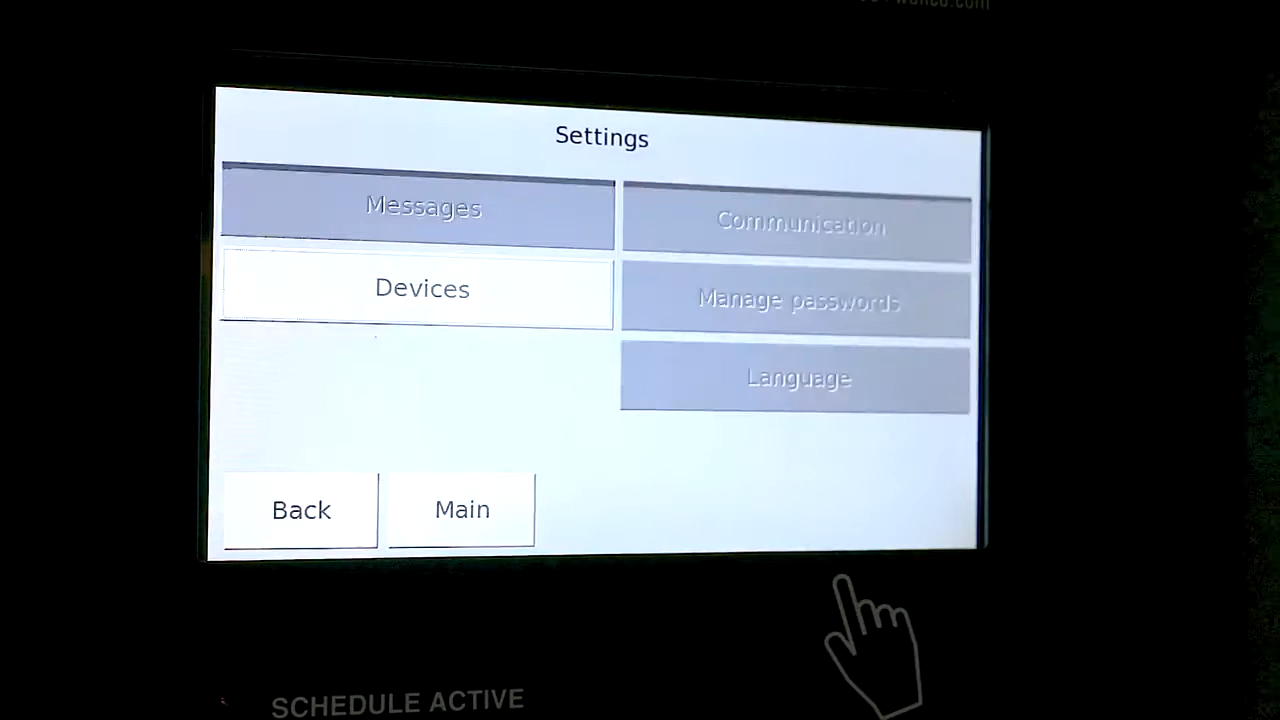 Settings
Messages
Communication
Devices
Manage passwords
Language
Back
Main
SCHEDULE ACTIVE